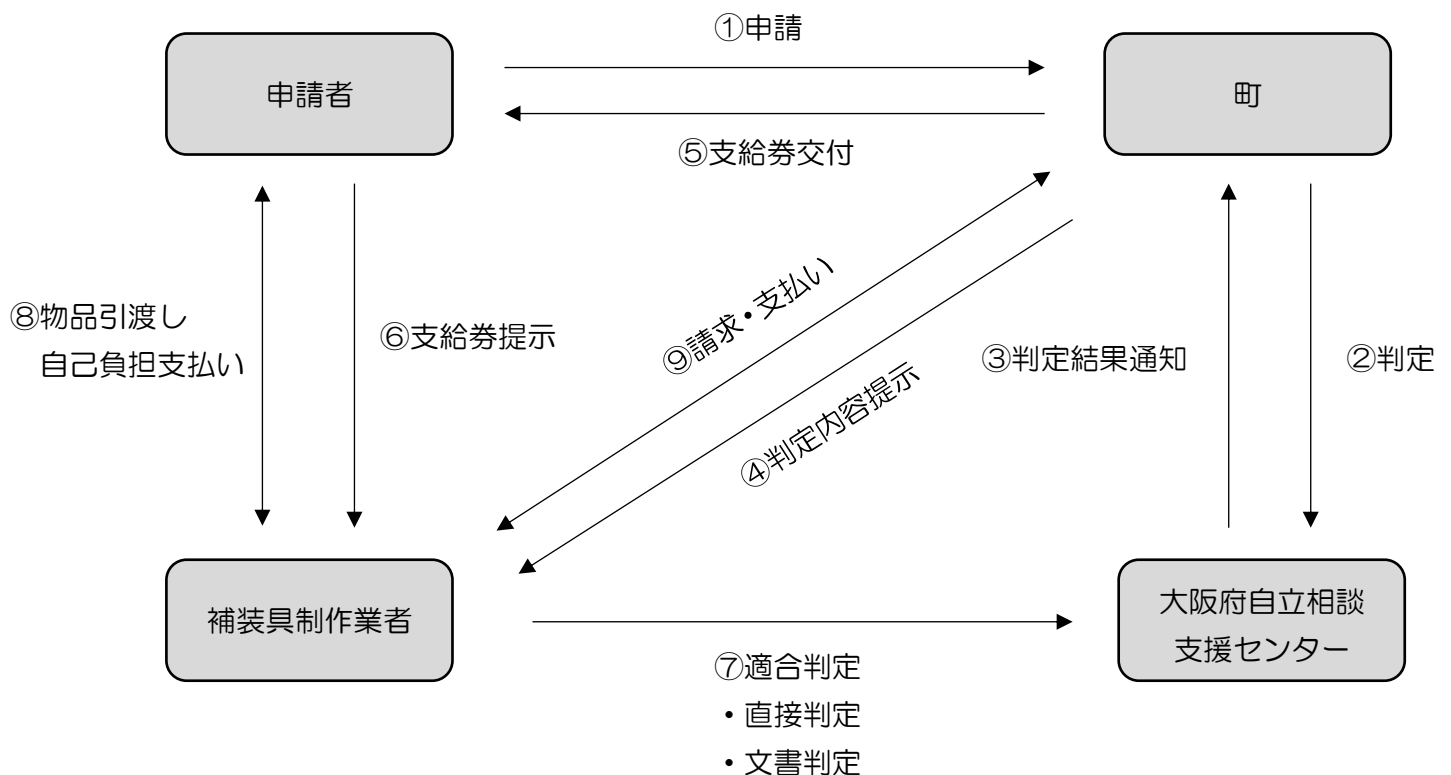 ①申請
申請者
町
⑤支給券交付
⑧物品引渡し
自己負担支払い
⑥支給券提示
⑨請求・支払い
④判定内容提示
③判定結果通知
②判定
補装具制作業者
大阪府自立相談
支援センター
⑦適合判定
・直接判定
・文書判定